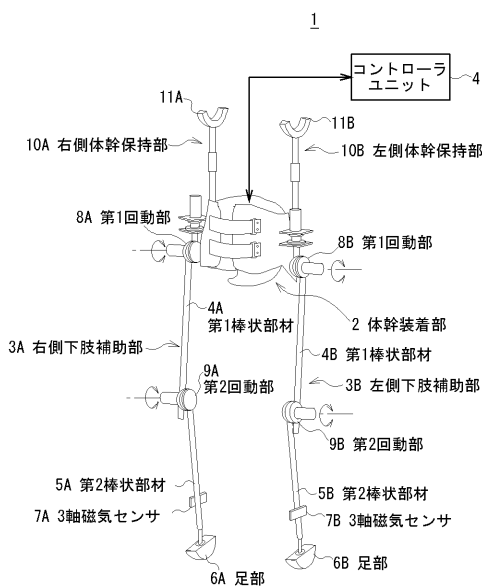 1
コントローラ
ユニット
4
11A
11B
10A 右側体幹保持部
10B 左側体幹保持部
8A 第1回動部
8B 第1回動部
4A
第1棒状部材
2 体幹装着部
3A 右側下肢補助部
4B 第1棒状部材
9A
第2回動部
3B 左側下肢補助部
9B 第2回動部
5A 第2棒状部材
5B 第2棒状部材
7A 3軸磁気センサ
7B 3軸磁気センサ
6A 足部
6B 足部